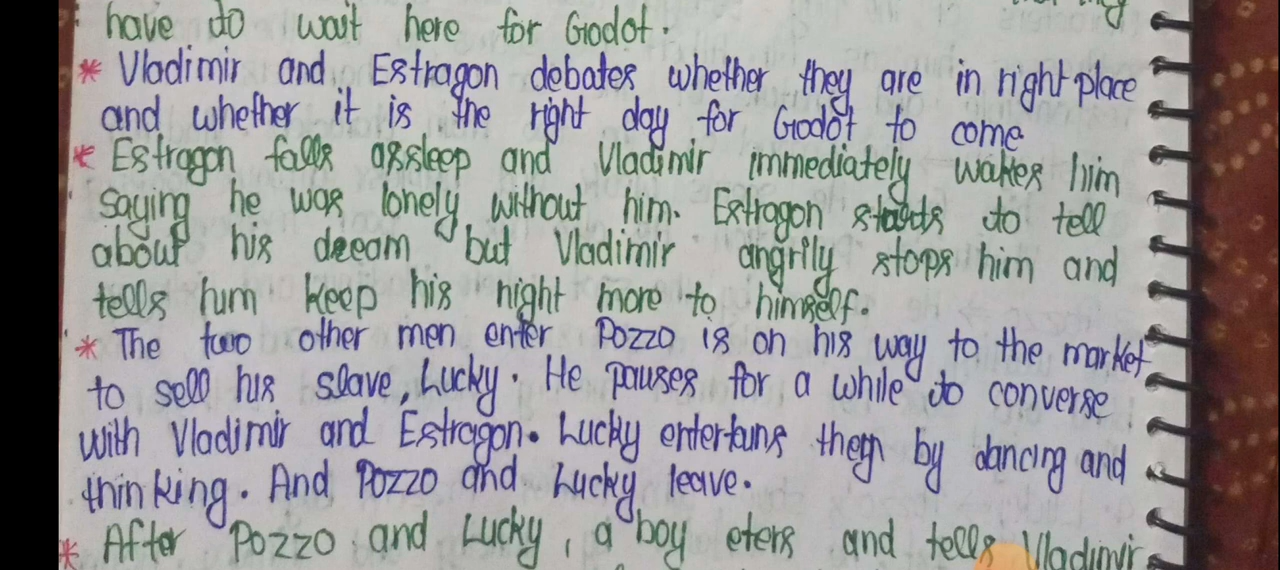 have to wait here for Godot.
* Vladimir and Estragon debates whether they are in right place
and whether it is the right day for Godot to come
* Estragon falls assleep and Vladimir immediately wakes him
saying he was lonely without him. Estragon starts to tell
about his dream but Vladimir angrily stops him and
tells him keep his night more to himself.
* The two other men enter Pozzo is on his way to the market
to sell his slave, Lucky. He pauses for a while to converse
with Vladimir and Estragon. Lucky entertains them by dancing and
thinking. And Pozzo and Lucky leave.
* After Pozzo and Lucky, a boy eters and tells Vladimir